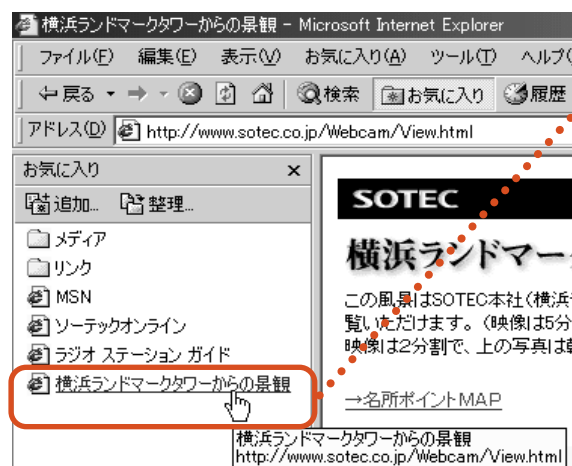 横浜ランドマークタワーからの景観 - Microsoft Internet Explorer
ファイル(F) 編集(E) 表示(V) お気に入り(A) ツール(T) ヘルプ(
戻る 検索 お気に入り 履歴
アドレス(D) http://www.sotec.co.jp/Webcam/View.html
お気に入り ×
追加... 整理...
メディア
リンク
MSN
ソーテックオンライン
ラジオ ステーション ガイド
横浜ランドマークタワーからの景観
SOTEC
横浜ランドマー
この風景はSOTEC本社(横浜
覧いただけます。(映像は5分
映像は2分割で、上の写真は
→名所ポイントMAP
横浜ランドマークタワーからの景観
http://www.sotec.co.jp/Webcam/View.html